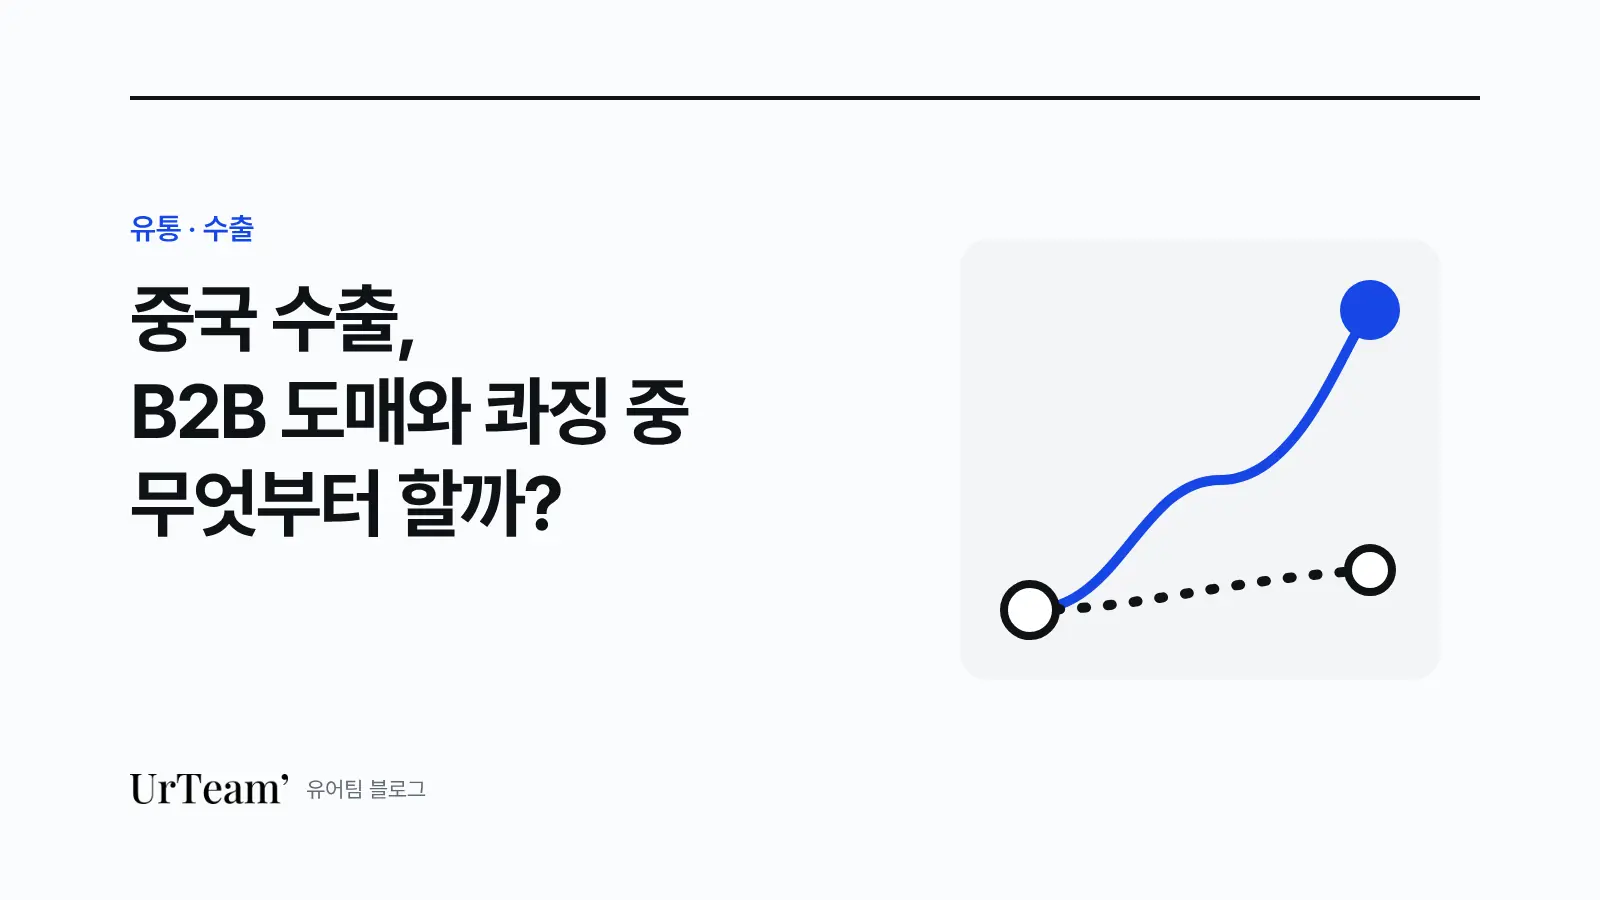 유통 · 수출
중국 수출,
B2B 도매와 콰징 중
무엇부터 할까?
UrTeam’ 유어팀 블로그